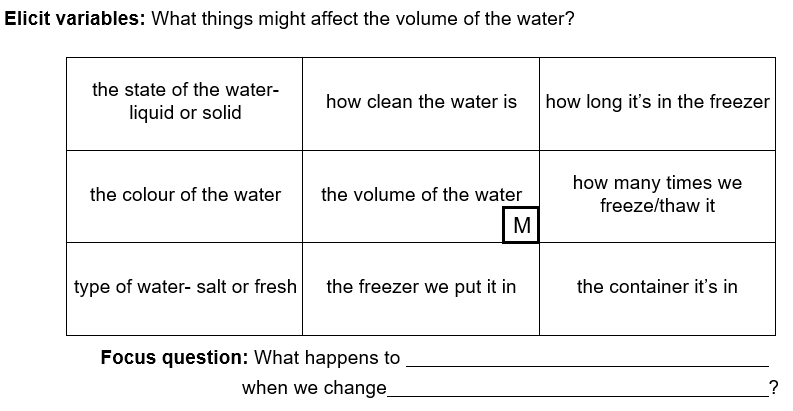 Elicit variables: What things might affect the volume of the water?
the state of the water-
liquid or solid
how clean the water is
how long it's in the freezer
the colour of the water
the volume of the water
M
how many times we
freeze/thaw it
type of water- salt or fresh
the freezer we put it in
the container it's in
Focus question: What happens to ___________________________________
when we change_____________________________________?